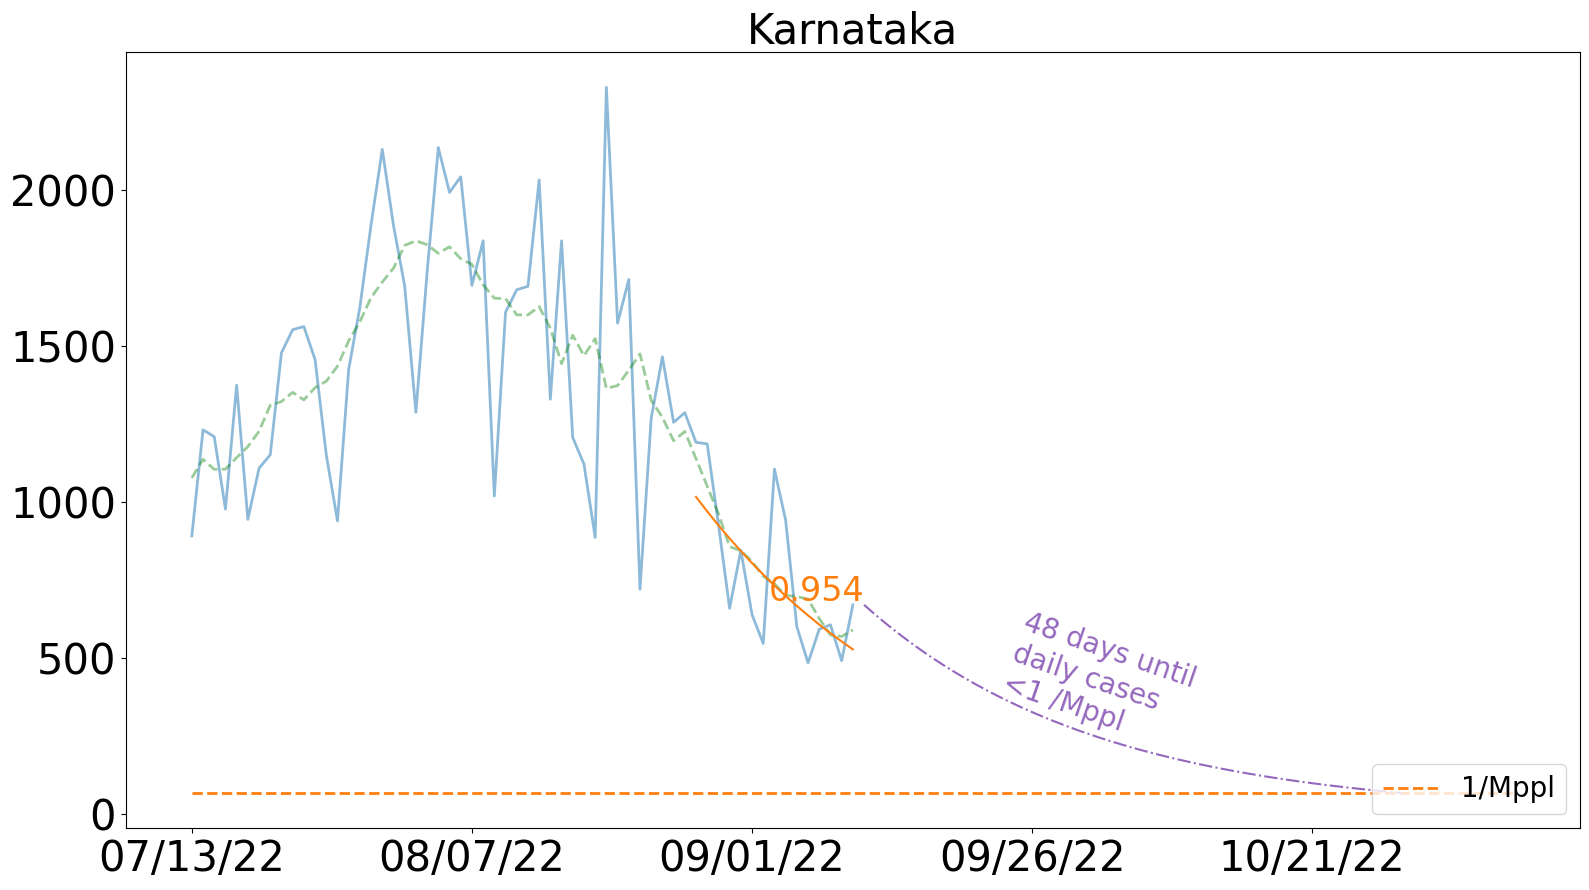 Karnataka
2000
1500
1000
500
0
0.954
48 days until
daily cases
<1 /Mppl
1/Mppl
07/13/22
08/07/22
09/01/22
09/26/22
10/21/22